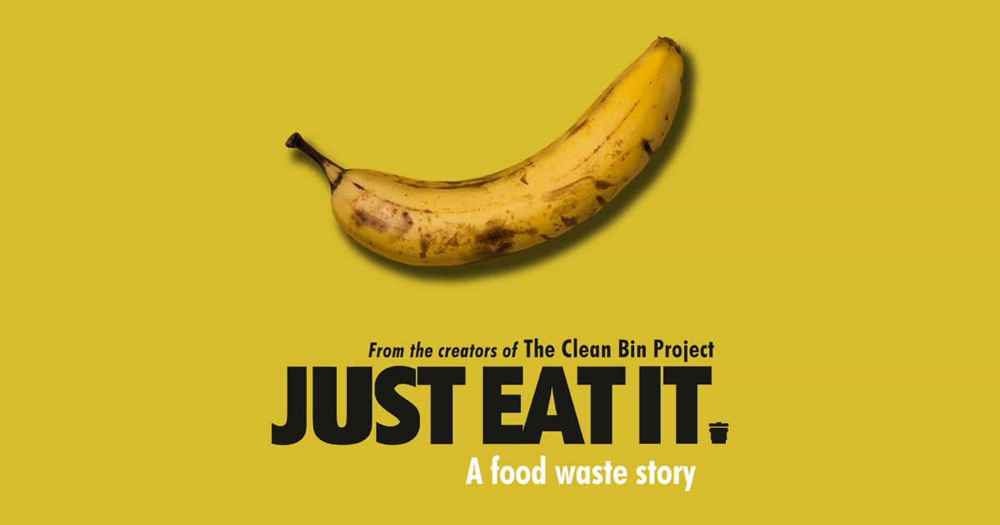 From the creators of The Clean Bin Project
JUST EAT IT.
A food waste story